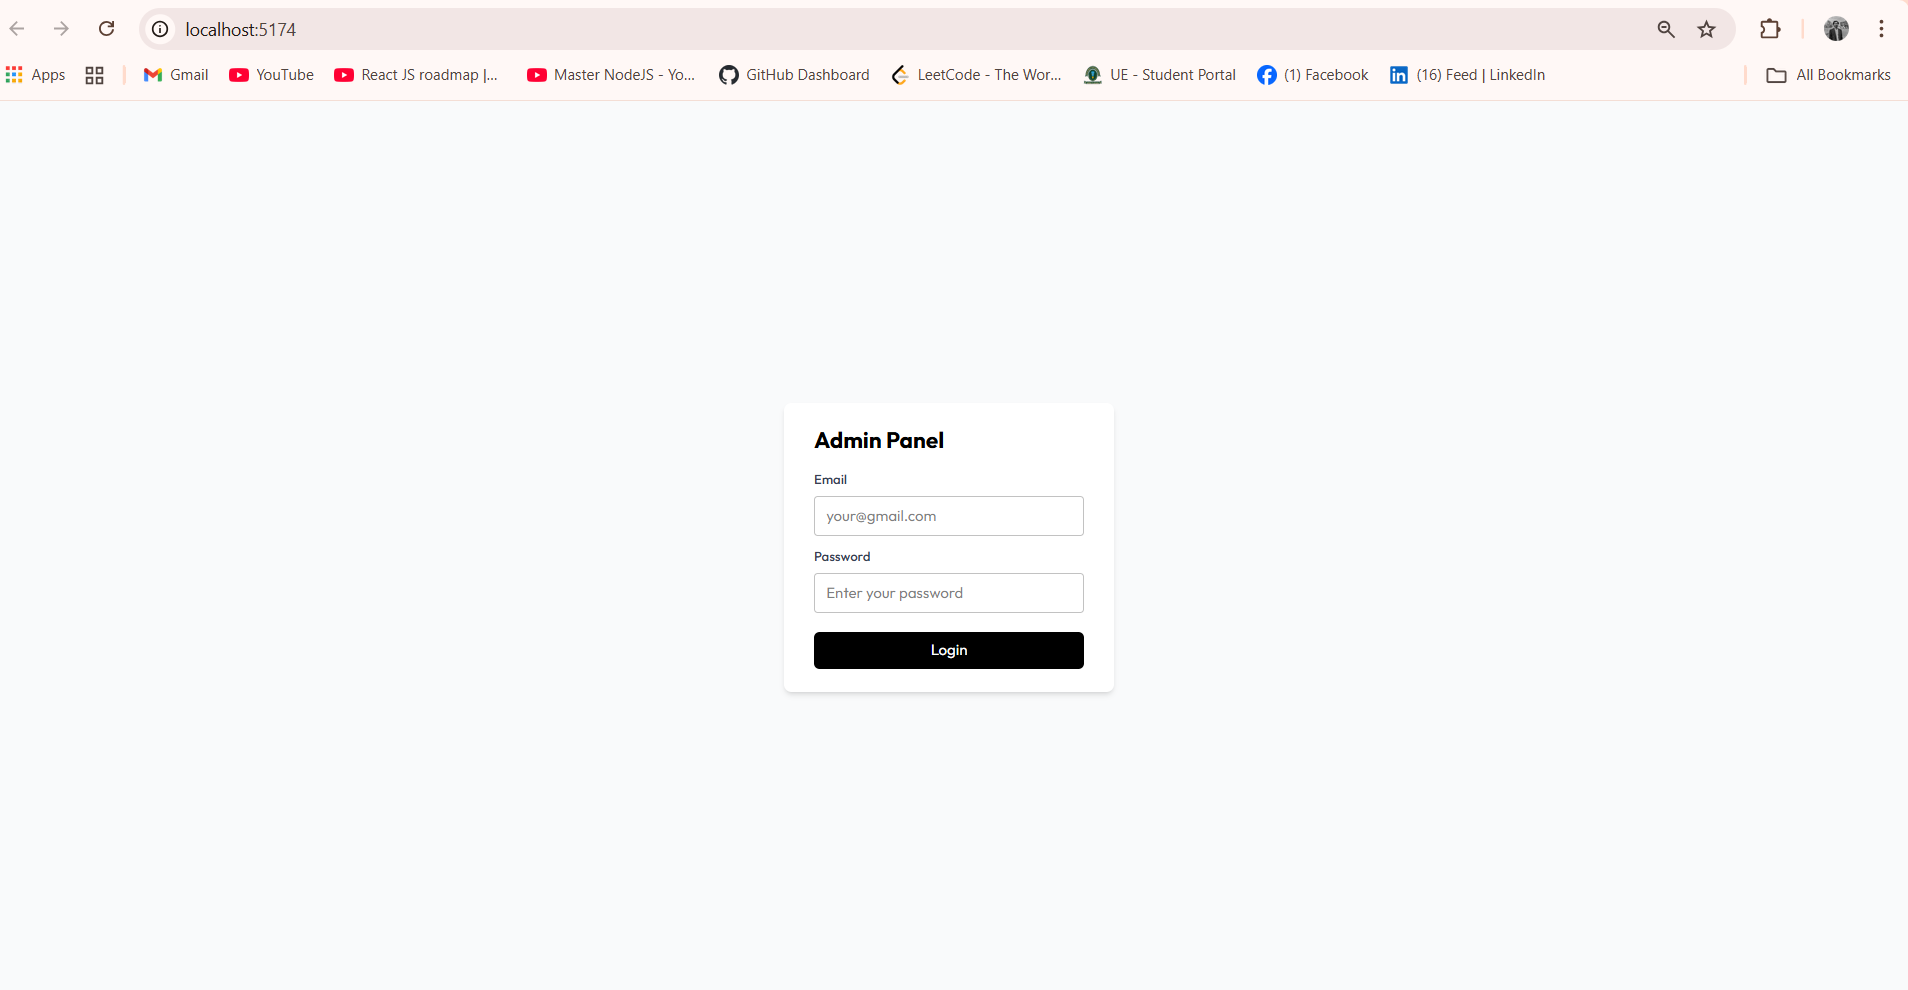 localhost:5174
Apps Gmail YouTube React JS roadmap |... Master NodeJS - Yo... GitHub Dashboard LeetCode - The Wor... UE - Student Portal (1) Facebook (16) Feed | LinkedIn All Bookmarks
Admin Panel
Email
your@gmail.com
Password
Enter your password
Login